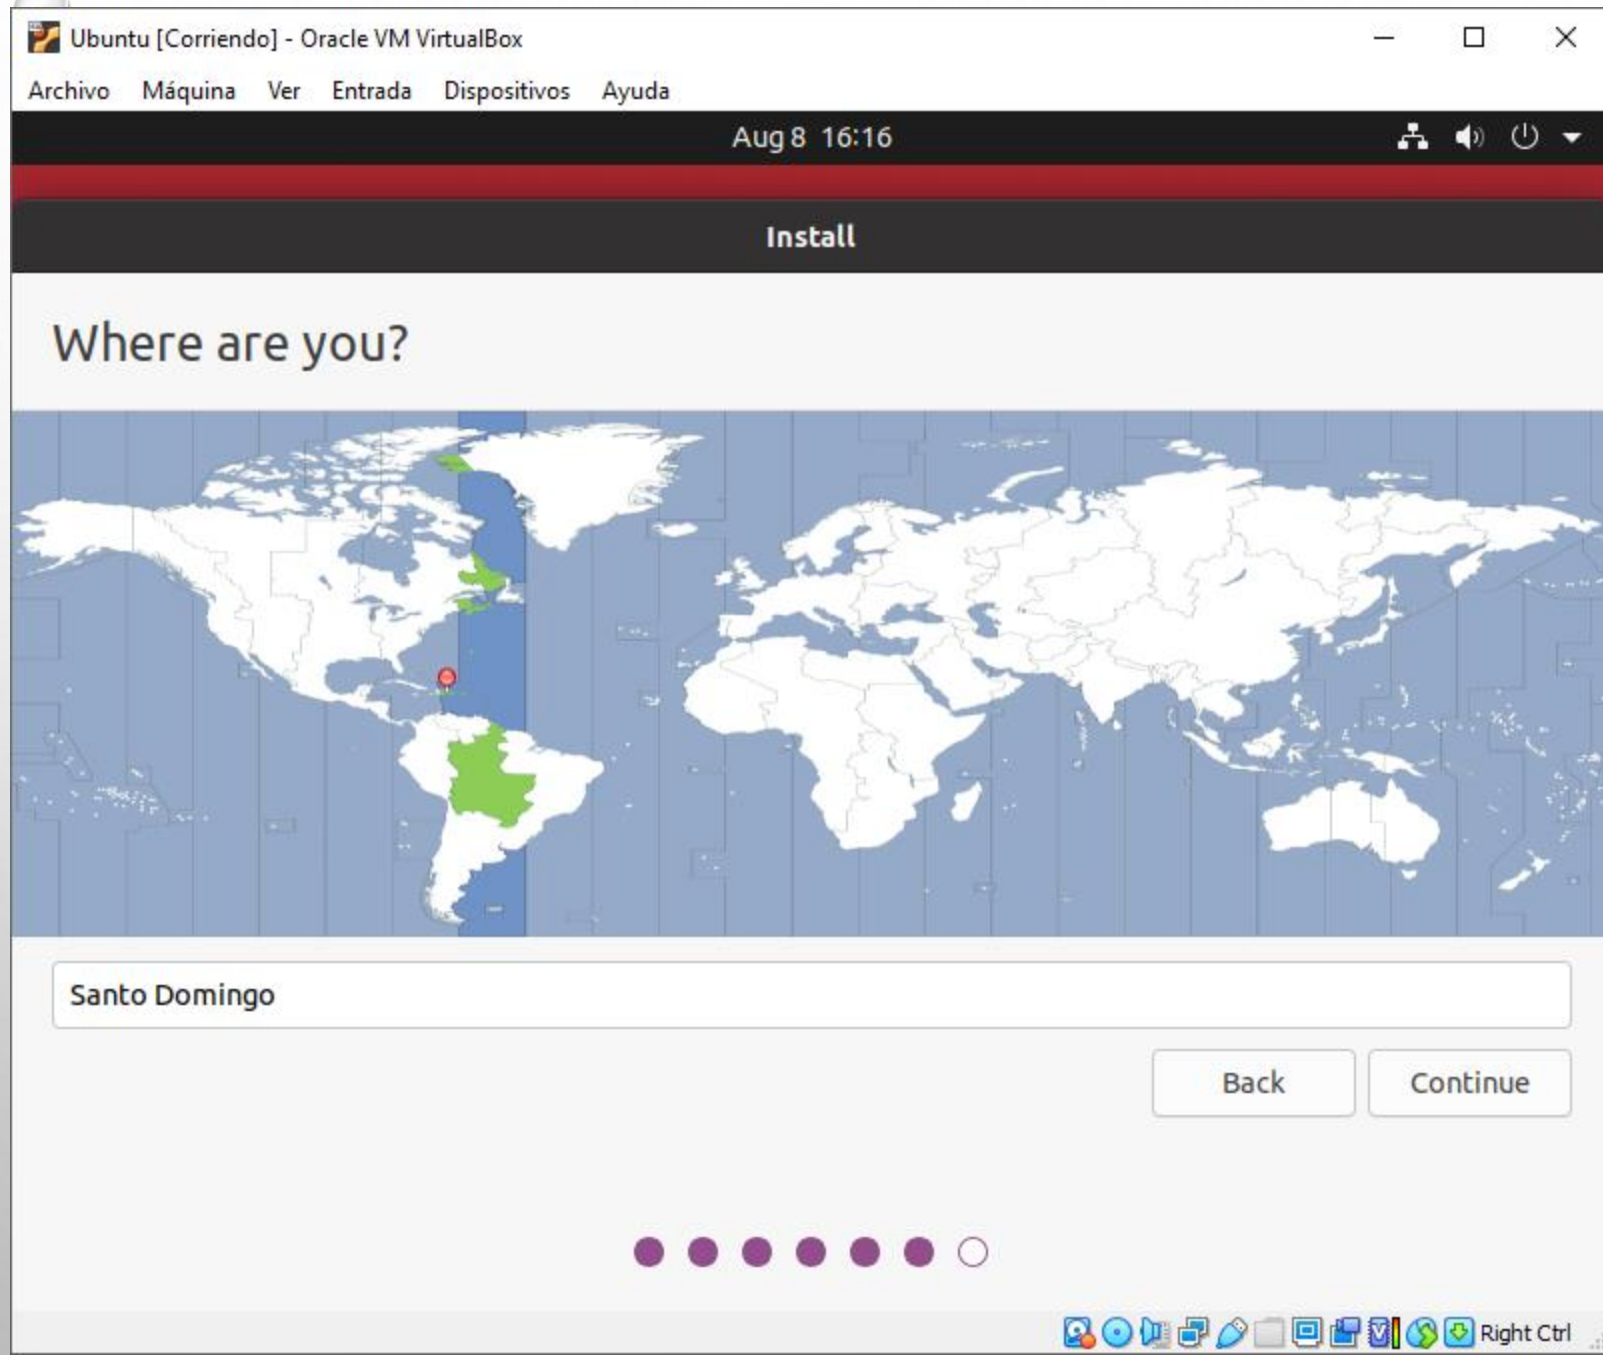 Ubuntu [Corriendo] - Oracle VM VirtualBox
Archivo Máquina Ver Entrada Dispositivos Ayuda
Aug 8 16:16
Install
Where are you?
Santo Domingo
Back Continue
Right Ctrl